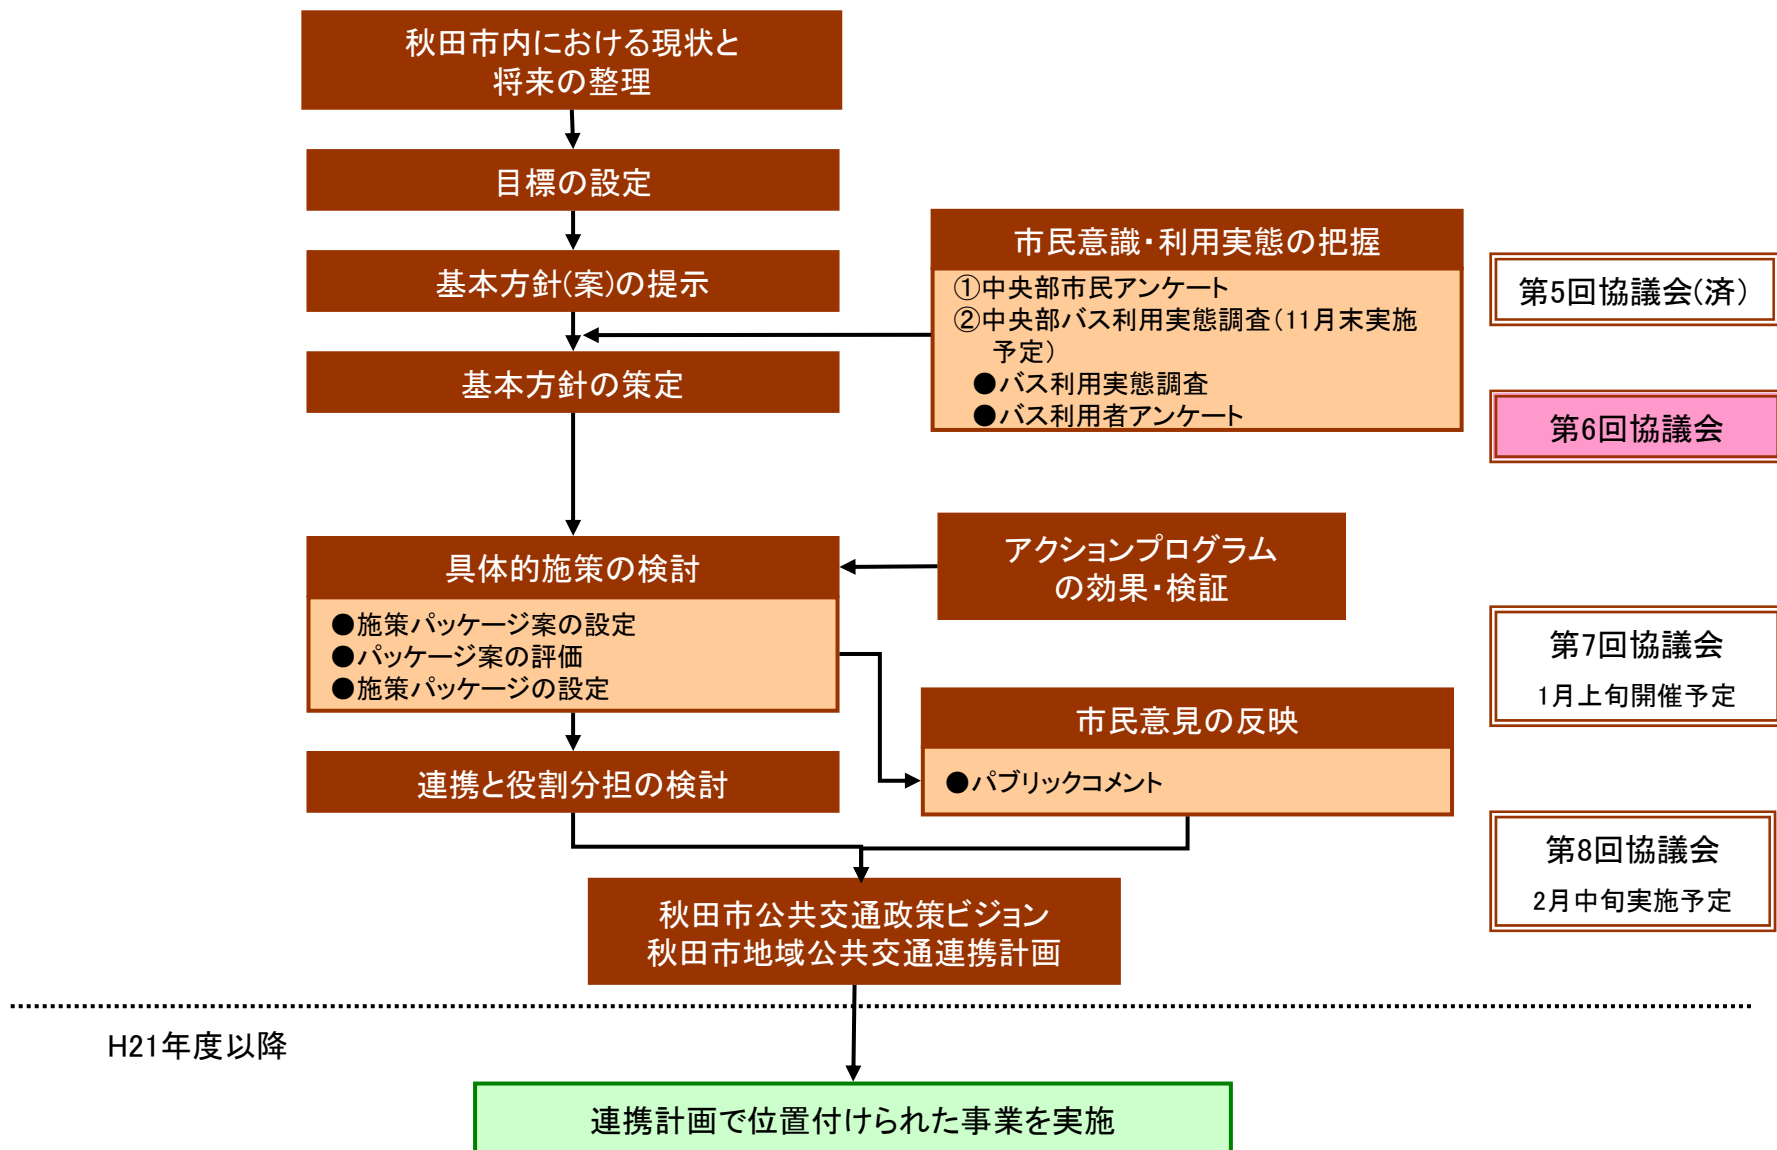 秋田市内における現状と
将来の整理
目標の設定
基本方針(案)の提示
基本方針の策定
市民意識・利用実態の把握
①中央部市民アンケート
②中央部バス利用実態調査(11月末実施
予定)
●バス利用実態調査
●バス利用者アンケート
第5回協議会(済)
第6回協議会
具体的施策の検討
●施策パッケージ案の設定
●パッケージ案の評価
●施策パッケージの設定
アクションプログラム
の効果・検証
第7回協議会
1月上旬開催予定
連携と役割分担の検討
市民意見の反映
●パブリックコメント
第8回協議会
2月中旬実施予定
秋田市公共交通政策ビジョン
秋田市地域公共交通連携計画
H21年度以降
連携計画で位置付けられた事業を実施